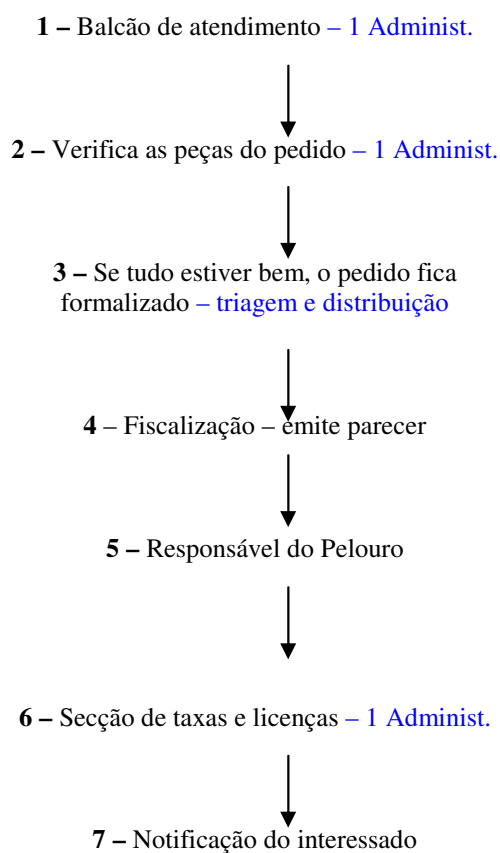 1 – Balcão de atendimento – 1 Administ.
2 – Verifica as peças do pedido – 1 Administ.
3 – Se tudo estiver bem, o pedido fica
formalizado – triagem e distribuição
4 – Fiscalização – emite parecer
5 – Responsável do Pelouro
6 – Secção de taxas e licenças – 1 Administ.
7 – Notificação do interessado